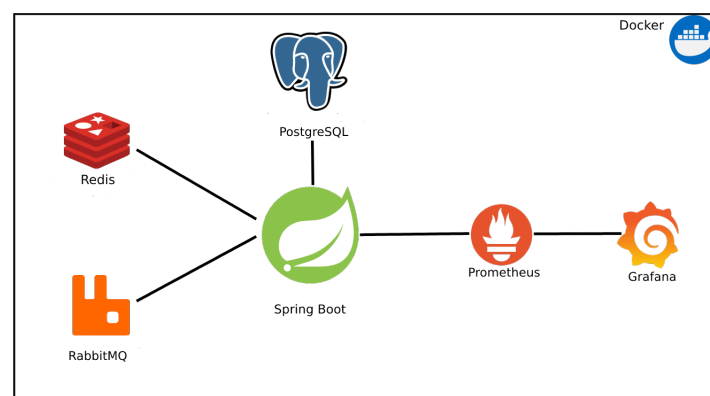 Docker
PostgreSQL
Redis
Spring Boot
Prometheus
Grafana
RabbitMQ